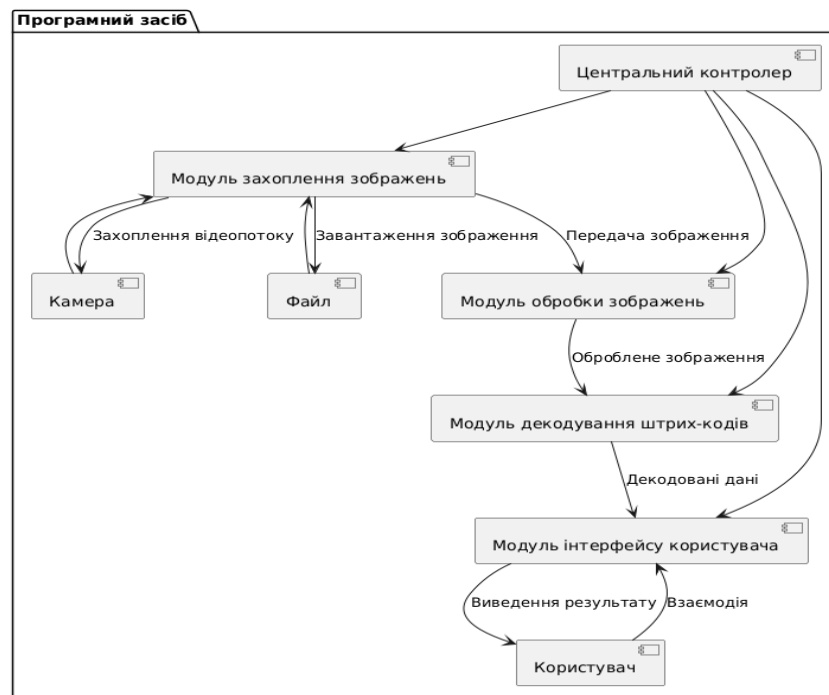 Програмний засіб
Центральний контролер
Модуль захоплення зображень
Захоплення відеопотоку
Завантаження зображення
Передача зображення
Камера
Файл
Модуль обробки зображень
Оброблене зображення
Модуль декодування штрих-кодів
Декодовані дані
Модуль інтерфейсу користувача
Виведення результату
Взаємодія
Користувач